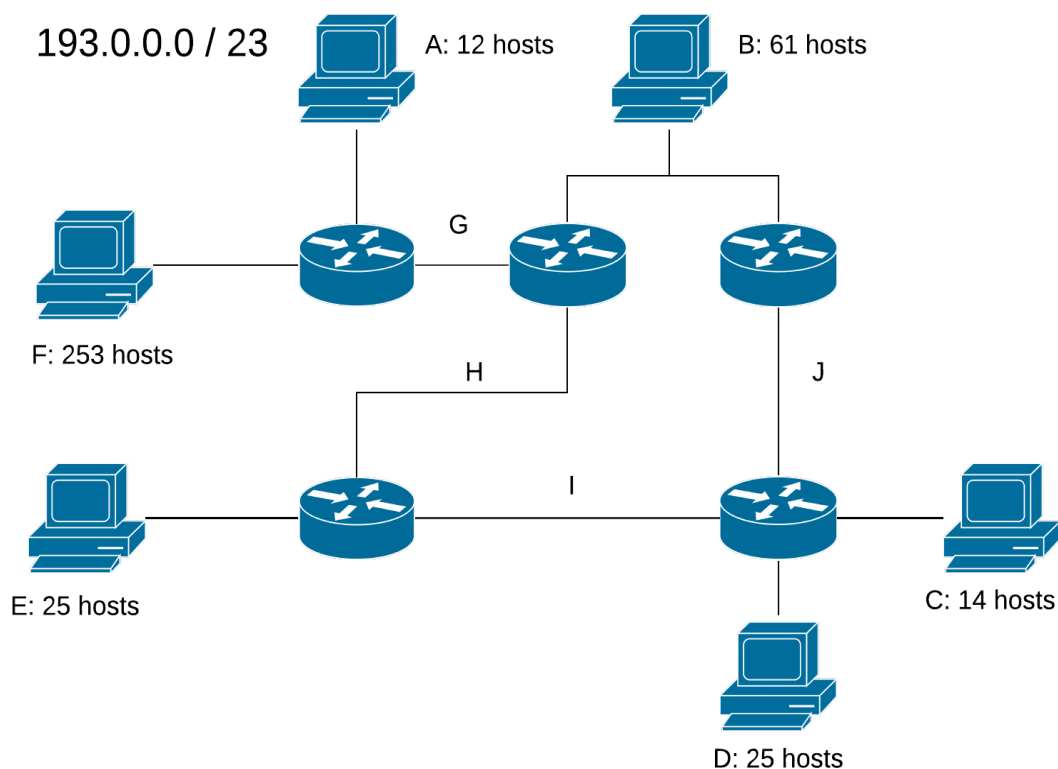 193.0.0.0 / 23
A: 12 hosts
B: 61 hosts
G
F: 253 hosts
H
J
I
E: 25 hosts
C: 14 hosts
D: 25 hosts